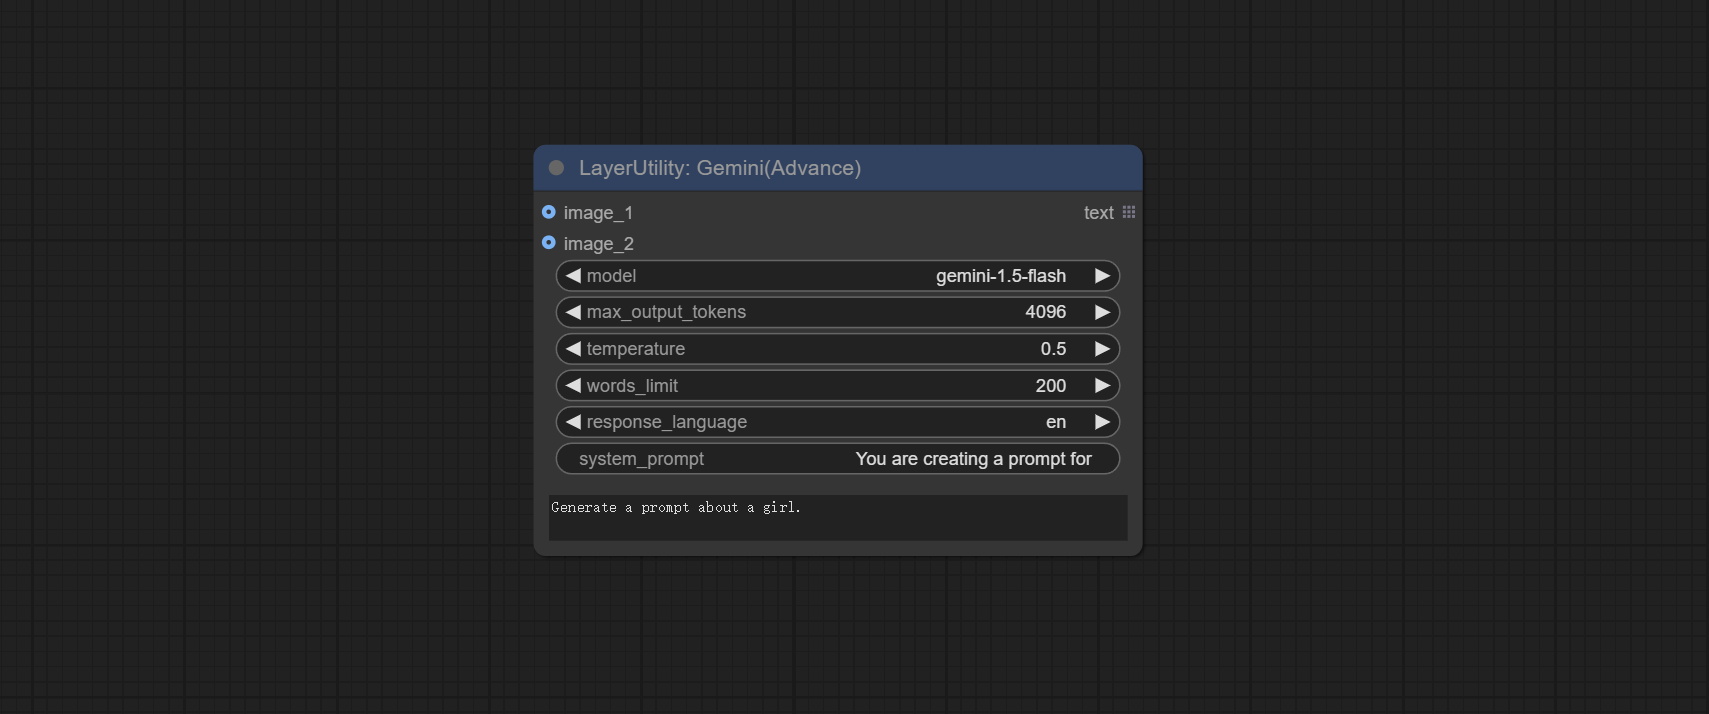 LayerUtility: Gemini(Advance)
image_1 text
image_2
model gemini-1.5-flash
max_output_tokens 4096
temperature 0.5
words_limit 200
response_language en
system_prompt You are creating a prompt for
Generate a prompt about a girl.